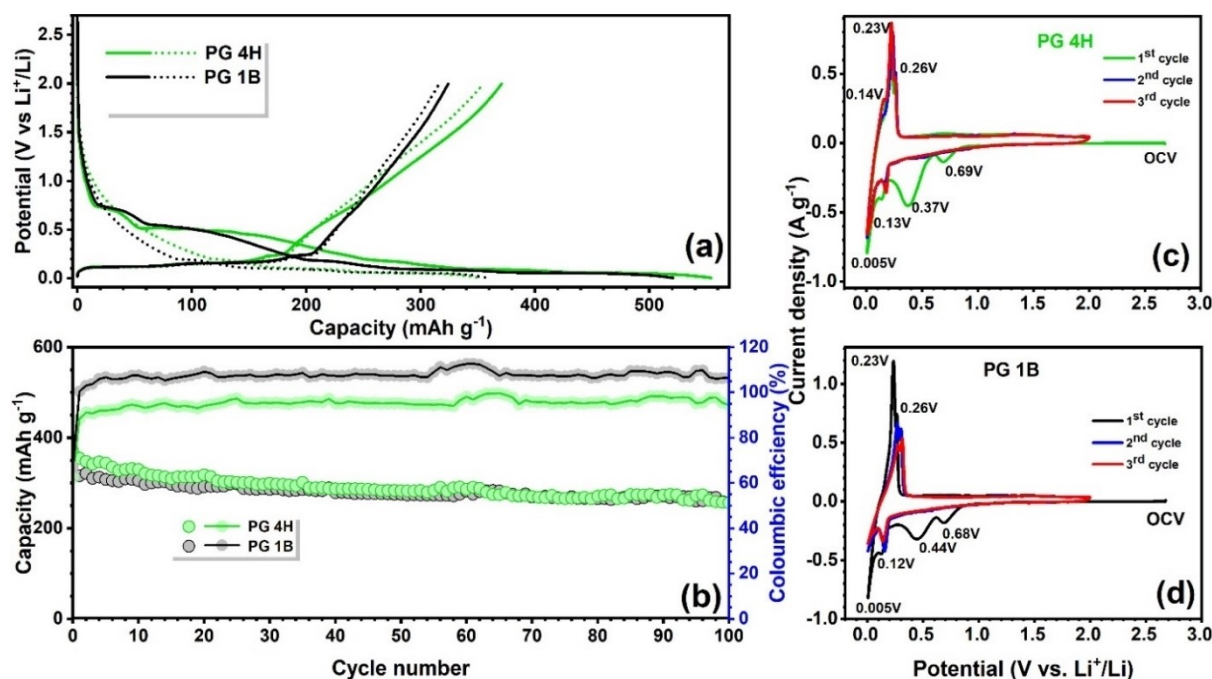 2.5
2.0
1.5
1.0
0.5
0.0
Potential (V vs Li⁺/Li)
PG 4H
PG 1B
(a)
0 100 200 300 400 500
Capacity (mAh g⁻¹)
600
400
200
0
Capacity (mAh g⁻¹)
PG 4H
PG 1B
(b)
120
100
80
60
40
20
0
Coloumbic effciency (%)
0 10 20 30 40 50 60 70 80 90 100
Cycle number
Current density (A g⁻¹)
0.5
0.0
-0.5
-1.0
0.23V
PG 4H
0.26V
0.14V
1st cycle
2nd cycle
3rd cycle
OCV
0.69V
0.37V
0.13V
0.005V
(c)
0.0 0.5 1.0 1.5 2.0 2.5 3.0
1.0
0.5
0.0
-0.5
-1.0
0.23V
PG 1B
0.26V
1st cycle
2nd cycle
3rd cycle
OCV
0.68V
0.44V
0.12V
0.005V
(d)
0.0 0.5 1.0 1.5 2.0 2.5 3.0
Potential (V vs. Li⁺/Li)